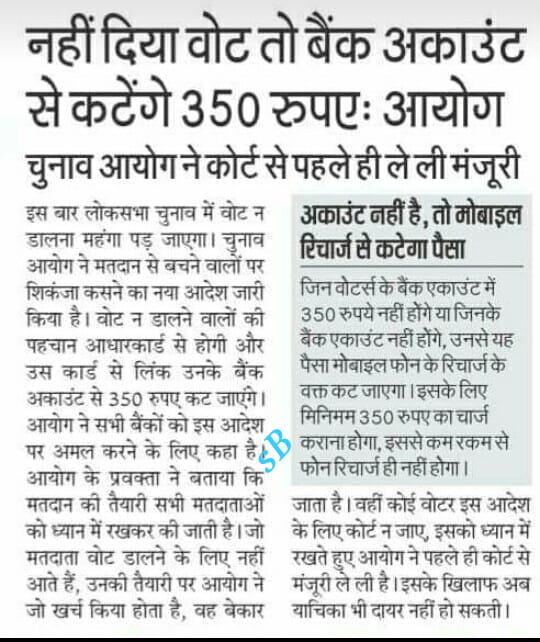 नहीं दिया वोट तो बैंक अकाउंट
से कटेंगे 350 रुपएः आयोग
चुनाव आयोग ने कोर्ट से पहले ही ले ली मंजूरी
इस बार लोकसभा चुनाव में वोट न
डालना महंगा पड़ जाएगा। चुनाव
आयोग ने मतदान से बचने वालों पर
शिकंजा कसने का नया आदेश जारी
किया है। वोट न डालने वालों की
पहचान आधारकार्ड से होगी और
उस कार्ड से लिंक उनके बैंक
अकाउंट से 350 रुपए कट जाएंगे।
आयोग ने सभी बैंकों को इस आदेश
पर अमल करने के लिए कहा है।
आयोग के प्रवक्ता ने बताया कि
मतदान की तैयारी सभी मतदाताओं
को ध्यान में रखकर की जाती है। जो
मतदाता वोट डालने के लिए नहीं
आते हैं, उनकी तैयारी पर आयोग ने
जो खर्च किया होता है, वह बेकार
अकाउंट नहीं है, तो मोबाइल
रिचार्ज से कटेगा पैसा
जिन वोटर्स के बैंक एकाउंट में
350 रुपये नहीं होंगे या जिनके
बैंक एकाउंट नहीं होंगे, उनसे यह
पैसा मोबाइल फोन के रिचार्ज के
वक्त कट जाएगा। इसके लिए
मिनिमम 350 रुपए का चार्ज
कराना होगा, इससे कम रकम से
फोन रिचार्ज ही नहीं होगा।
जाता है। वहीं कोई वोटर इस आदेश
के लिए कोर्ट न जाए, इसको ध्यान में
रखते हुए आयोग ने पहले ही कोर्ट से
मंजूरी ले ली है। इसके खिलाफ अब
याचिका भी दायर नहीं हो सकती।
SB